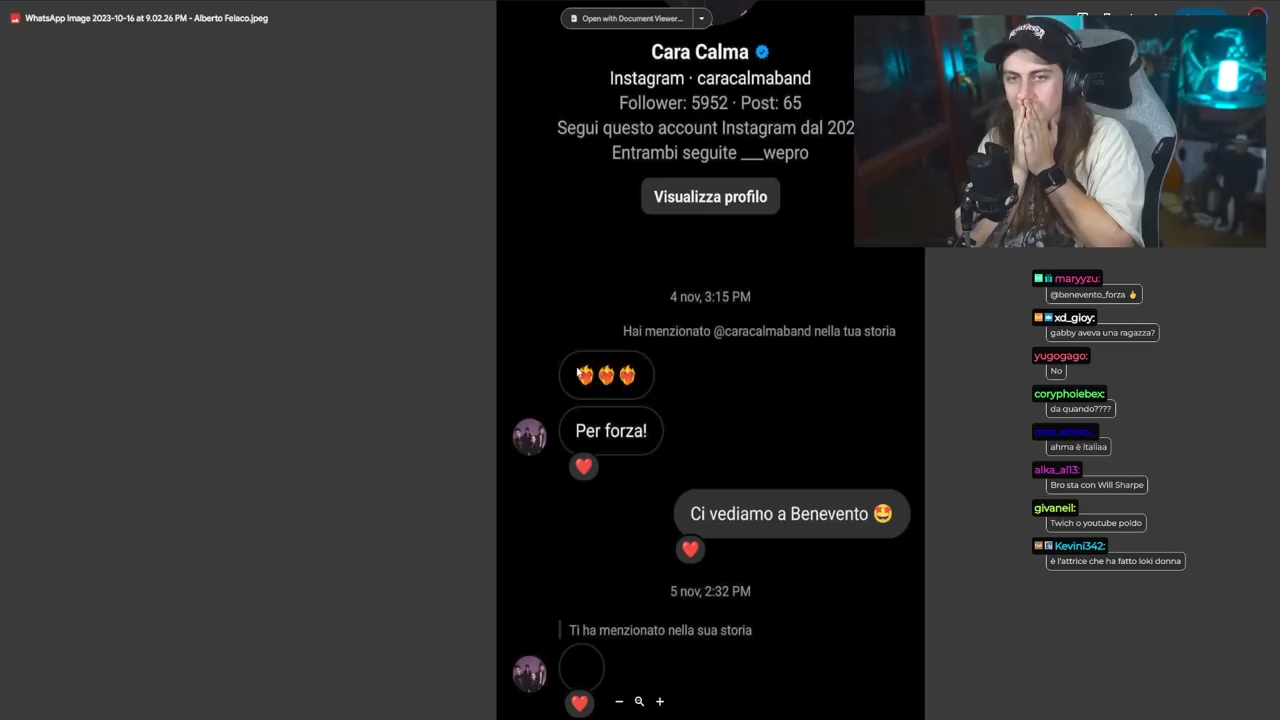 WhatsApp Image 2023-10-16 at 9.02.26 PM - Alberto Felaco.jpeg
Open with Document Viewer...
Cara Calma
Instagram · caracalmaband
Follower: 5952 · Post: 65
Segui questo account Instagram dal 202
Entrambi seguite ___wepro
Visualizza profilo
4 nov, 3:15 PM
Hai menzionato @caracalmaband nella tua storia
❤️‍🔥❤️‍🔥❤️‍🔥
Per forza!
❤️
Ci vediamo a Benevento 🤩
❤️
5 nov, 2:32 PM
Ti ha menzionato nella sua storia
❤️
maryyzu:
@benevento_forza 🖕
xd_gioy:
gabby aveva una ragazza?
yugogago:
No
coryphoiebex:
da quando????
ahma è italiaa
alka_al13:
Bro sta con Will Sharpe
givaneil:
Twich o youtube poldo
Kevini342:
è l'attrice che ha fatto loki donna